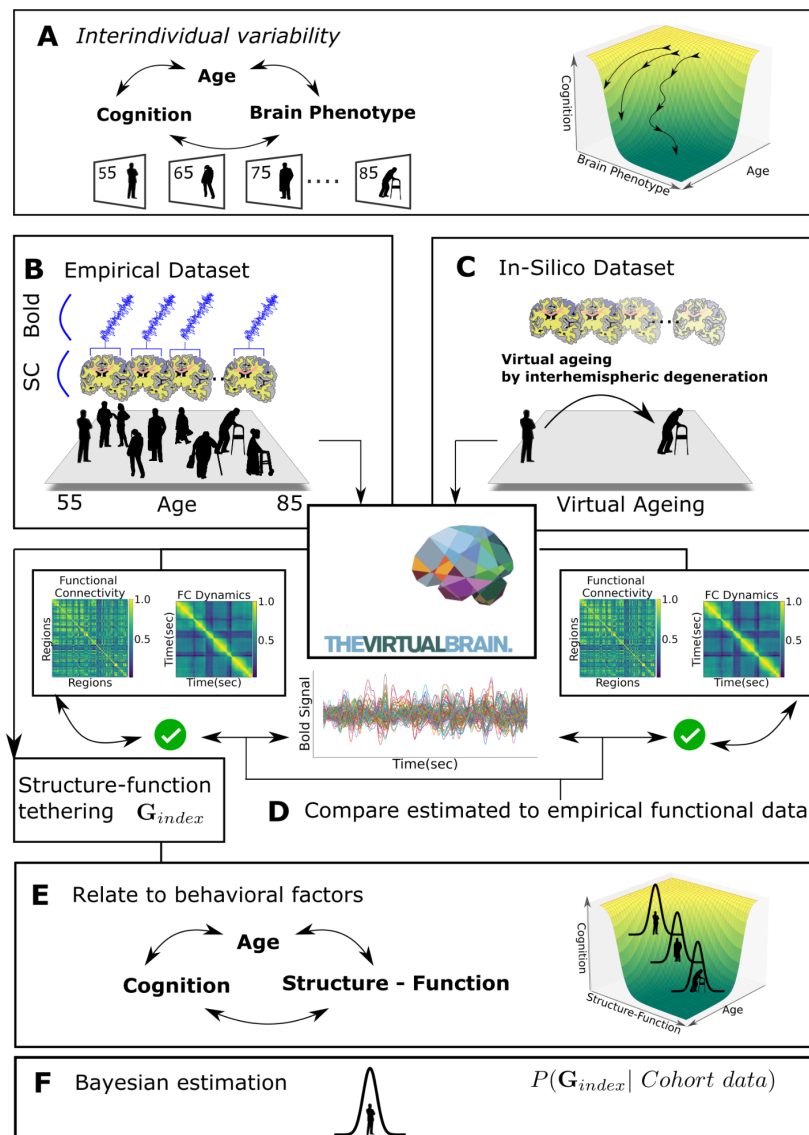 A Interindividual variability
Age
Cognition
Brain Phenotype
55
65
75
....
85
Cognition
Brain Phenotype
Age
B Empirical Dataset
Bold
SC
...
55
Age
85
C In-Silico Dataset
...
Virtual ageing
by interhemispheric degeneration
Virtual Ageing
Functional
Connectivity
Regions
Regions
1.0
0.5
FC Dynamics
Time(sec)
Time(sec)
1.0
0.5
THEVIRTUALBRAIN.
Bold Signal
Time(sec)
Functional
Connectivity
Regions
Regions
1.0
0.5
FC Dynamics
Time(sec)
Time(sec)
1.0
0.5
Structure-function
tethering G_index
D Compare estimated to empirical functional data
E Relate to behavioral factors
Age
Cognition
Structure - Function
Cognition
Structure-Function
Age
F Bayesian estimation
P(G_index| Cohort data)